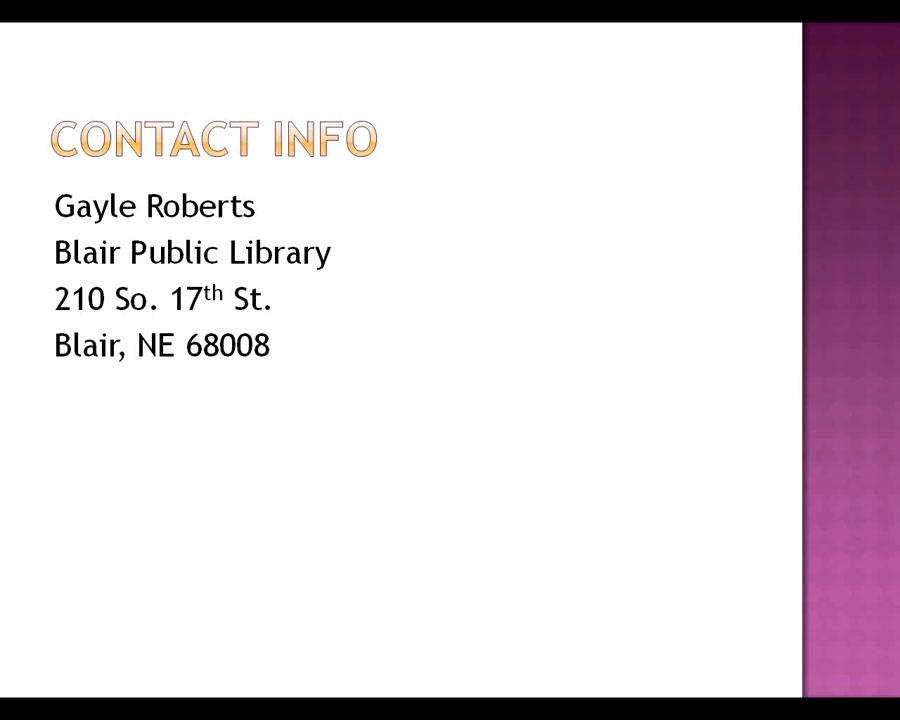 CONTACT INFO
Gayle Roberts
Blair Public Library
210 So. 17th St.
Blair, NE 68008